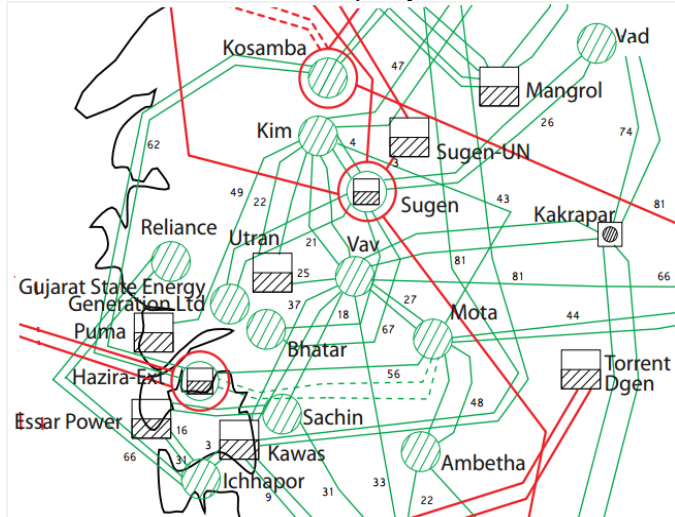 Kosamba
Vad
47
Mangrol
26
74
Kim
4
Sugen-UN
3
62
49
22
Sugen
43
81
Kakrapar
Reliance
Utran
21
Vav
81
81
66
Gujarat State Energy
Generation Ltd
25
37
18
27
Mota
44
Puma
Bhatar
67
Hazira-Ext
56
Torrent
Dgen
Essar Power
Sachin
48
16
3
Kawas
Ambetha
66
31
Ichhapor
9
31
33
22